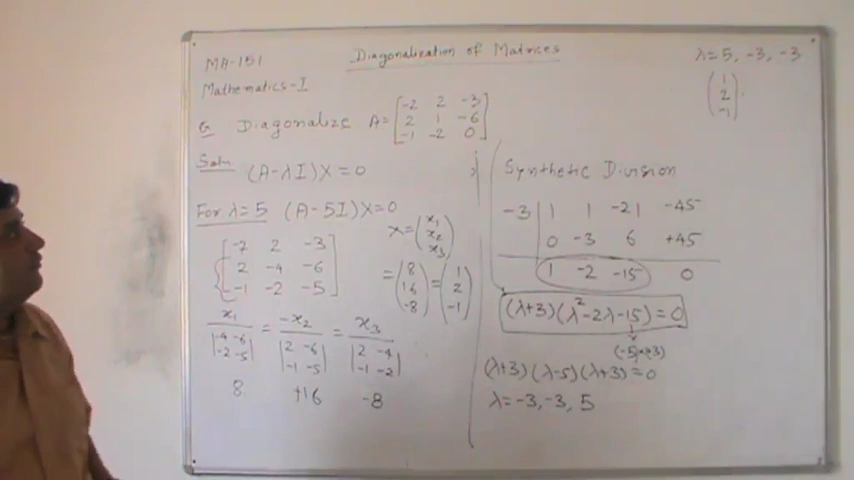 MA-151
Diagonalization of Matrices
λ = 5, -3, -3
Mathematics-I
(1 2 -1)
Q Diagonalize A = [-2 2 -3
2 1 -6
-1 -2 0]
Soln (A-λI)X = 0
For λ=5 (A-5I)X=0
[-7 2 -3
2 -4 -6
-1 -2 -5]
X = (x₁ x₂ x₃)
= (8 16 -8) = (1 2 -1)
x₁ / |-4 -6 -2 -5| = -x₂ / |2 -6 -1 -5| = x₃ / |2 -4 -1 -2|
8 +16 -8
Synthetic Division
-3 | 1 1 -21 -45
0 -3 6 +45
1 -2 -15 0
(λ+3)(λ²-2λ-15)=0
(-5)×(+3)
(λ+3)(λ-5)(λ+3)=0
λ = -3, -3, 5